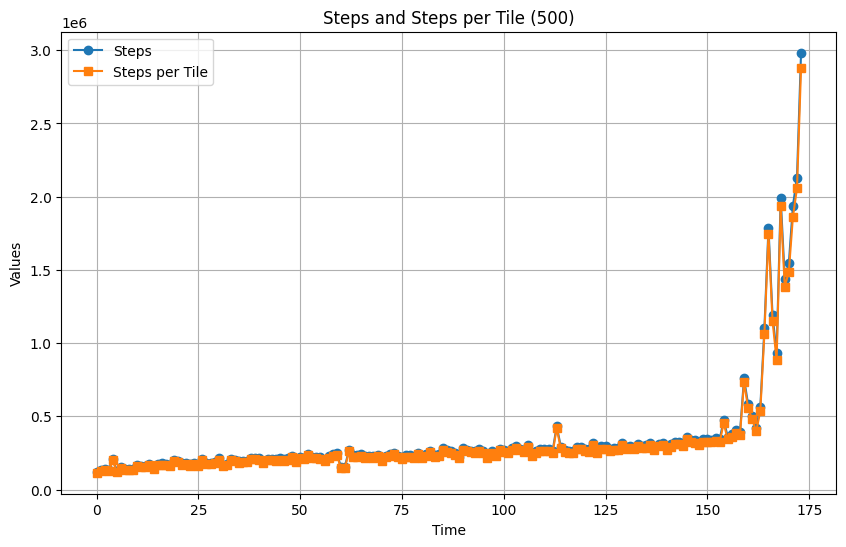 Steps and Steps per Tile (500)
1e6
Steps
Steps per Tile
3.0
2.5
2.0
1.5
1.0
0.5
0.0
Values
0 25 50 75 100 125 150 175
Time